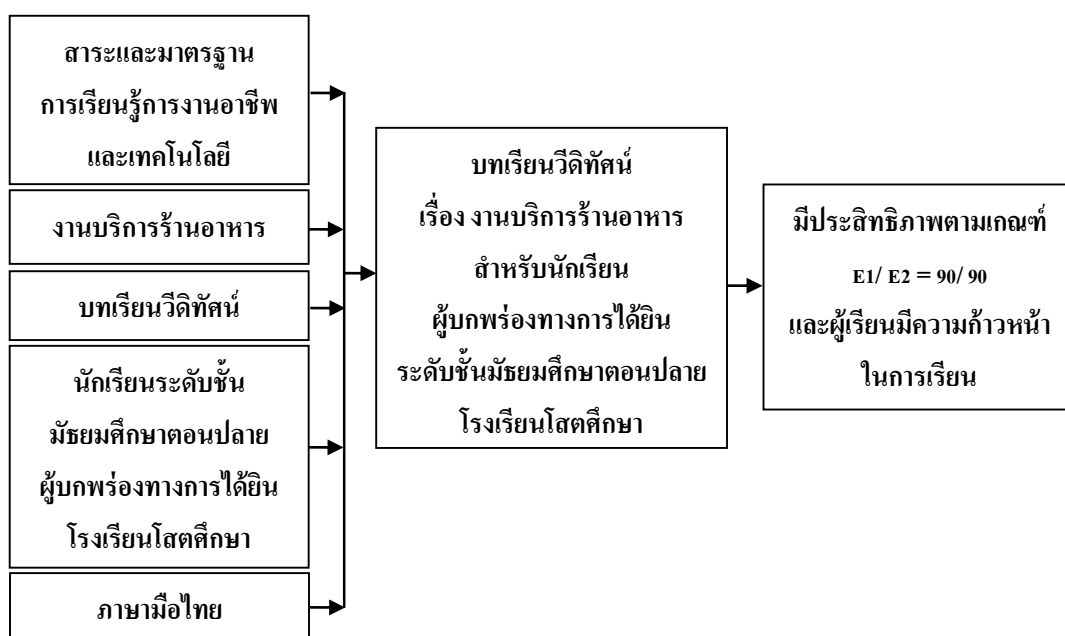 สาระและมาตรฐาน
การเรียนรู้การงานอาชีพ
และเทคโนโลยี
งานบริการร้านอาหาร
บทเรียนวีดิทัศน์
นักเรียนระดับชั้น
มัธยมศึกษาตอนปลาย
ผู้บกพร่องทางการได้ยิน
โรงเรียนโสตศึกษา
ภาษามือไทย
บทเรียนวีดิทัศน์
เรื่อง งานบริการร้านอาหาร
สำหรับนักเรียน
ผู้บกพร่องทางการได้ยิน
ระดับชั้นมัธยมศึกษาตอนปลาย
โรงเรียนโสตศึกษา
มีประสิทธิภาพตามเกณฑ์
E1/ E2 = 90/ 90
และผู้เรียนมีความก้าวหน้า
ในการเรียน